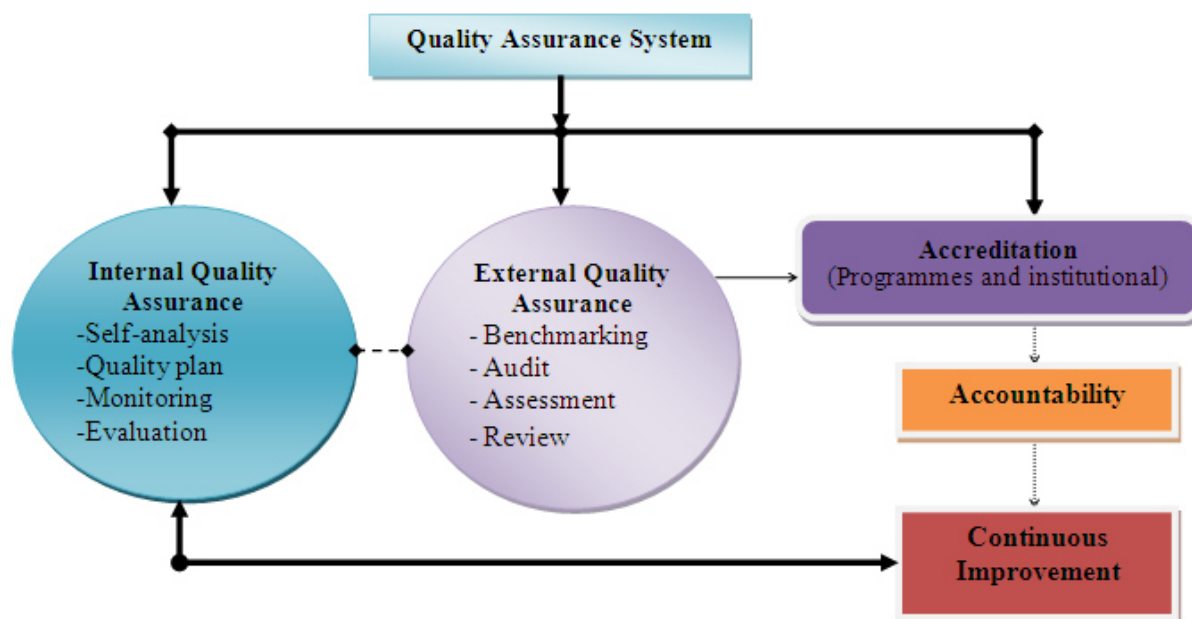 Quality Assurance System
Internal Quality
Assurance
-Self-analysis
-Quality plan
-Monitoring
-Evaluation
External Quality
Assurance
- Benchmarking
- Audit
- Assessment
- Review
Accreditation
(Programmes and institutional)
Accountability
Continuous
Improvement